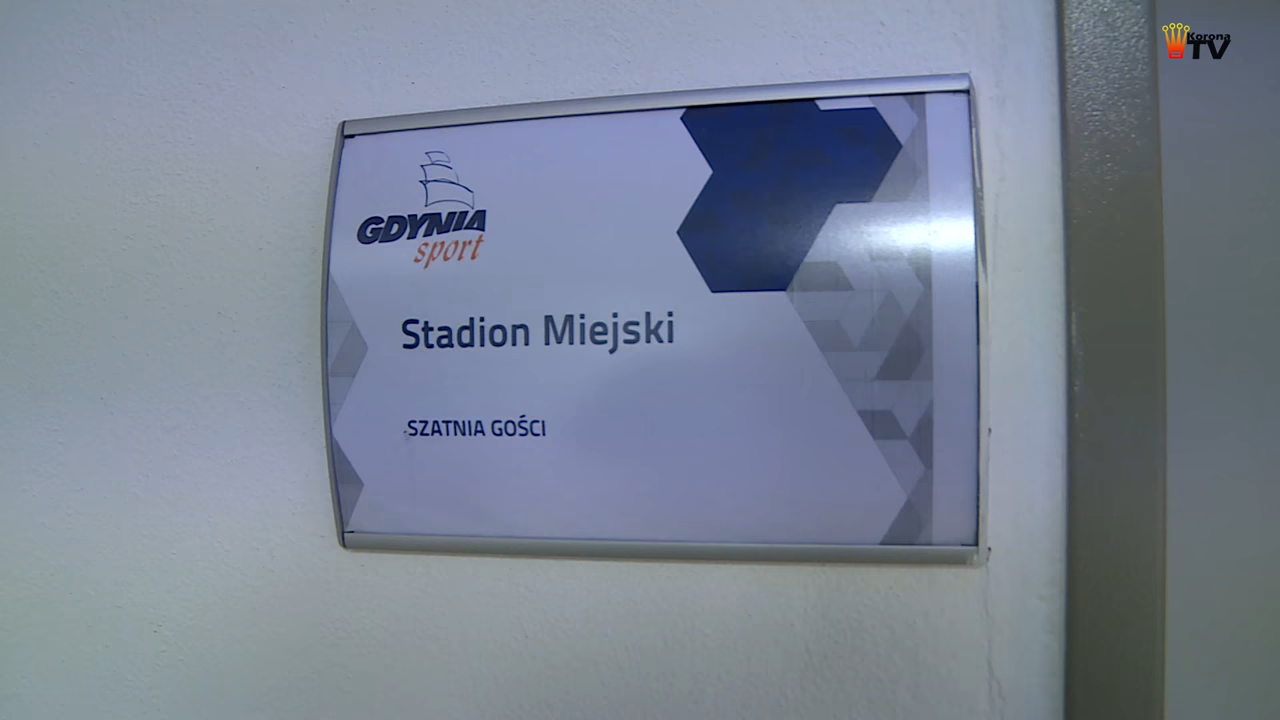 Korona
TV
GDYNIA
sport
Stadion Miejski
SZATNIA GOŚCI